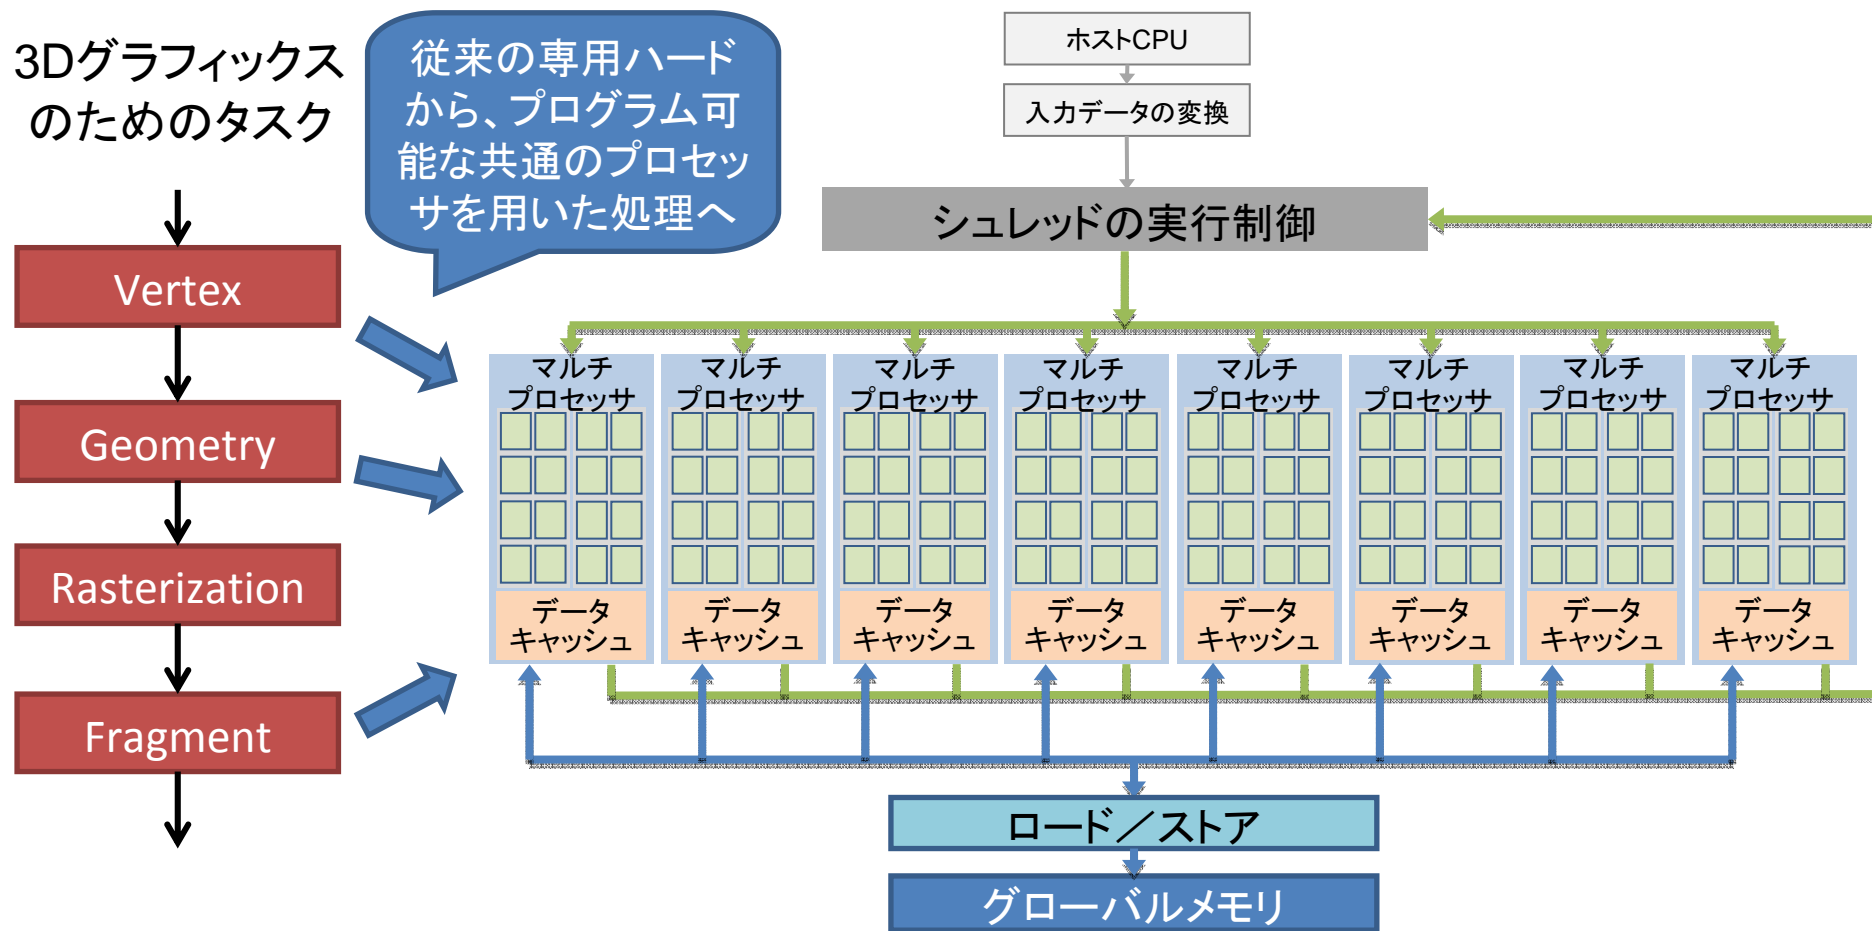 3Dグラフィックス
のためのタスク
従来の専用ハード
から、プログラム可
能な共通のプロセッ
サを用いた処理へ
Vertex
Geometry
Rasterization
Fragment
ホストCPU
入力データの変換
シュレッドの実行制御
マルチ
プロセッサ
データ
キャッシュ
マルチ
プロセッサ
データ
キャッシュ
マルチ
プロセッサ
データ
キャッシュ
マルチ
プロセッサ
データ
キャッシュ
マルチ
プロセッサ
データ
キャッシュ
マルチ
プロセッサ
データ
キャッシュ
マルチ
プロセッサ
データ
キャッシュ
マルチ
プロセッサ
データ
キャッシュ
ロード／ストア
グローバルメモリ